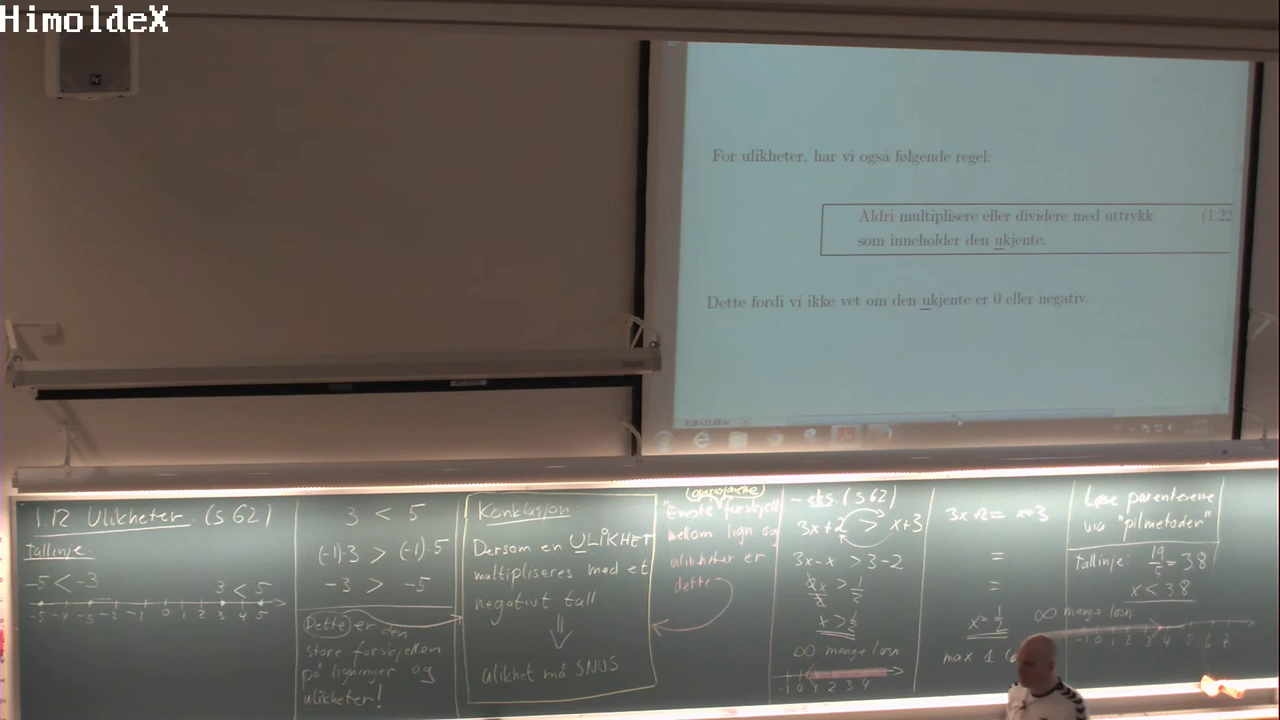 HimoldeX
For ulikheter, har vi også følgende regel:
Aldri multiplisere eller dividere med uttrykk (1.22
som inneholder den ukjente.
Dette fordi vi ikke vet om den ukjente er 0 eller negativ.
1.12 Ulikheter (s 62)
Tallinje:
-5 < -3
3 < 5
-5 -4 -3 -2 -1 0 1 2 3 4 5
3 < 5
(-1)·3 > (-1)·5
-3 > -5
Dette er den
store forskjellen
på ligninger og
ulikheter!
Konklusjon:
Dersom en ULIKHET
multipliseres med et
negativt tall
⇓
ulikhet må SNUS
"Eneste forskjell
mellom lign og
ulikheter er
dette
- eks. (s 62)
3x+2 > x+3
3x-x > 3-2
x > 1/2
∞ mange løsn
-1 0 1 2 3 4
3x+2 = x+3
=
=
x = 1/2
max 1
Løse parentesene
via "pilmetoden"
Tallinje:
x < 3.8
∞ mange løsn
-1 0 1 2 3 4 5 6 7